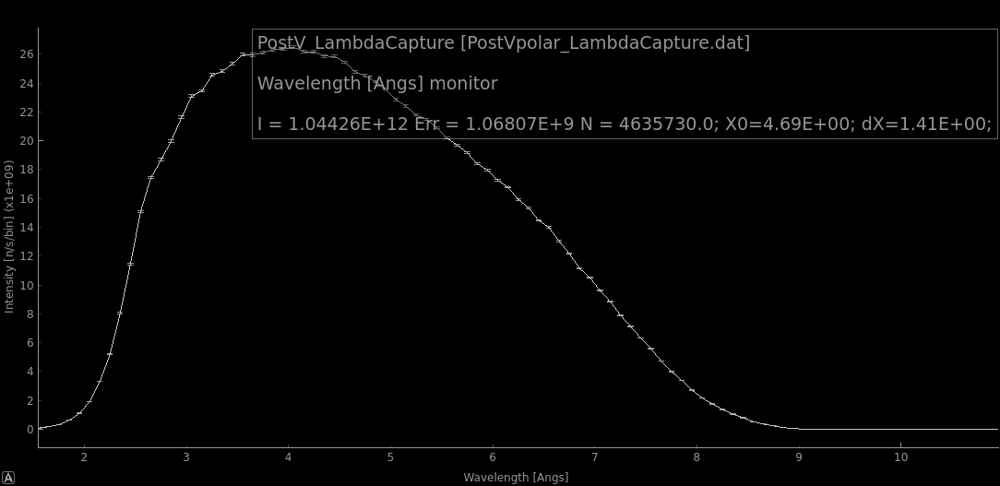 PostV_LambdaCapture [PostVpolar_LambdaCapture.dat]
Wavelength [Angs] monitor
I = 1.04426E+12 Err = 1.06807E+9 N = 4635730.0; X0=4.69E+00; dX=1.41E+00;
Intensity [n/s/bin] (x1e+09)
26
24
22
20
18
16
14
12
10
8
6
4
2
0
2 3 4 5 6 7 8 9 10
A
Wavelength [Angs]